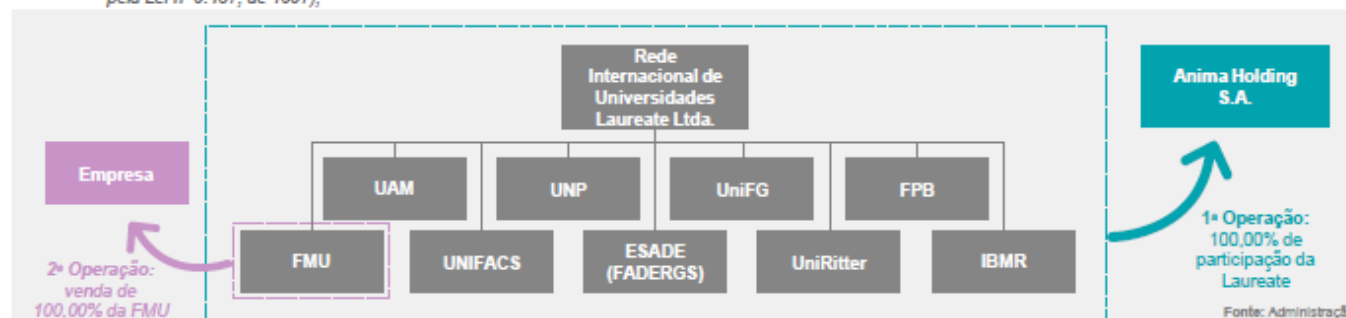 Rede
Internacional de
Universidades
Laureate Ltda.
Anima Holding
S.A.
Empresa
UAM
UNP
UniFG
FPB
FMU
UNIFACS
ESADE
(FADERGS)
UniRitter
IBMR
2ª Operação:
venda de
100,00% da FMU
1ª Operação:
100,00% de
participação da
Laureate
Fonte: